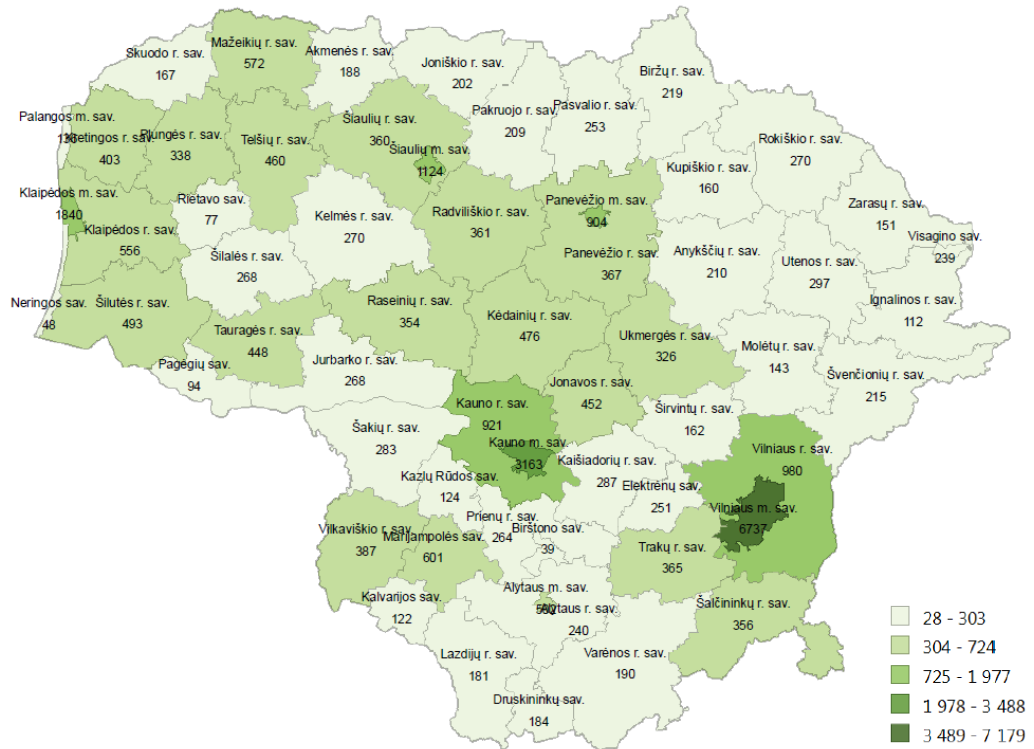 Skuodo r. sav.
167
Mažeikių r. sav.
572
Akmenės r. sav.
188
Joniškio r. sav.
202
Pakruojo r. sav.
209
Pasvalio r. sav.
253
Biržų r. sav.
219
Rokiškio r. sav.
270
Kupiškio r. sav.
160
Zarasų r. sav.
151
Visagino sav.
239
Palangos m. sav.
Kretingos r. sav.
403
Plungės r. sav.
338
Telšių r. sav.
460
Šiaulių r. sav.
360
Šiaulių m. sav.
1124
Klaipėdos m. sav.
1840
Rietavo sav.
77
Kelmės r. sav.
270
Radviliškio r. sav.
361
Panevėžio m. sav.
904
Panevėžio r. sav.
367
Anykščių r. sav.
210
Utenos r. sav.
297
Ignalinos r. sav.
112
Klaipėdos r. sav.
556
Šilalės r. sav.
268
Neringos sav.
48
Šilutės r. sav.
493
Tauragės r. sav.
448
Raseinių r. sav.
354
Kėdainių r. sav.
476
Ukmergės r. sav.
326
Molėtų r. sav.
143
Švenčionių r. sav.
215
Pagėgių sav.
94
Jurbarko r. sav.
268
Jonavos r. sav.
452
Širvintų r. sav.
162
Kauno r. sav.
921
Kauno m. sav.
3163
Šakių r. sav.
283
Kaišiadorių r. sav.
287
Elektrėnų sav.
251
Vilniaus r. sav.
980
Vilniaus m. sav.
6737
Kazlų Rūdos sav.
124
Prienų r. sav.
264
Birštono sav.
39
Vilkaviškio r. sav.
387
Marijampolės sav.
601
Trakų r. sav.
365
Kalvarijos sav.
122
Alytaus m. sav.
Alytaus r. sav.
240
Šalčininkų r. sav.
356
Lazdijų r. sav.
181
Varėnos r. sav.
190
Druskininkų sav.
184
28 - 303
304 - 724
725 - 1 977
1 978 - 3 488
3 489 - 7 179